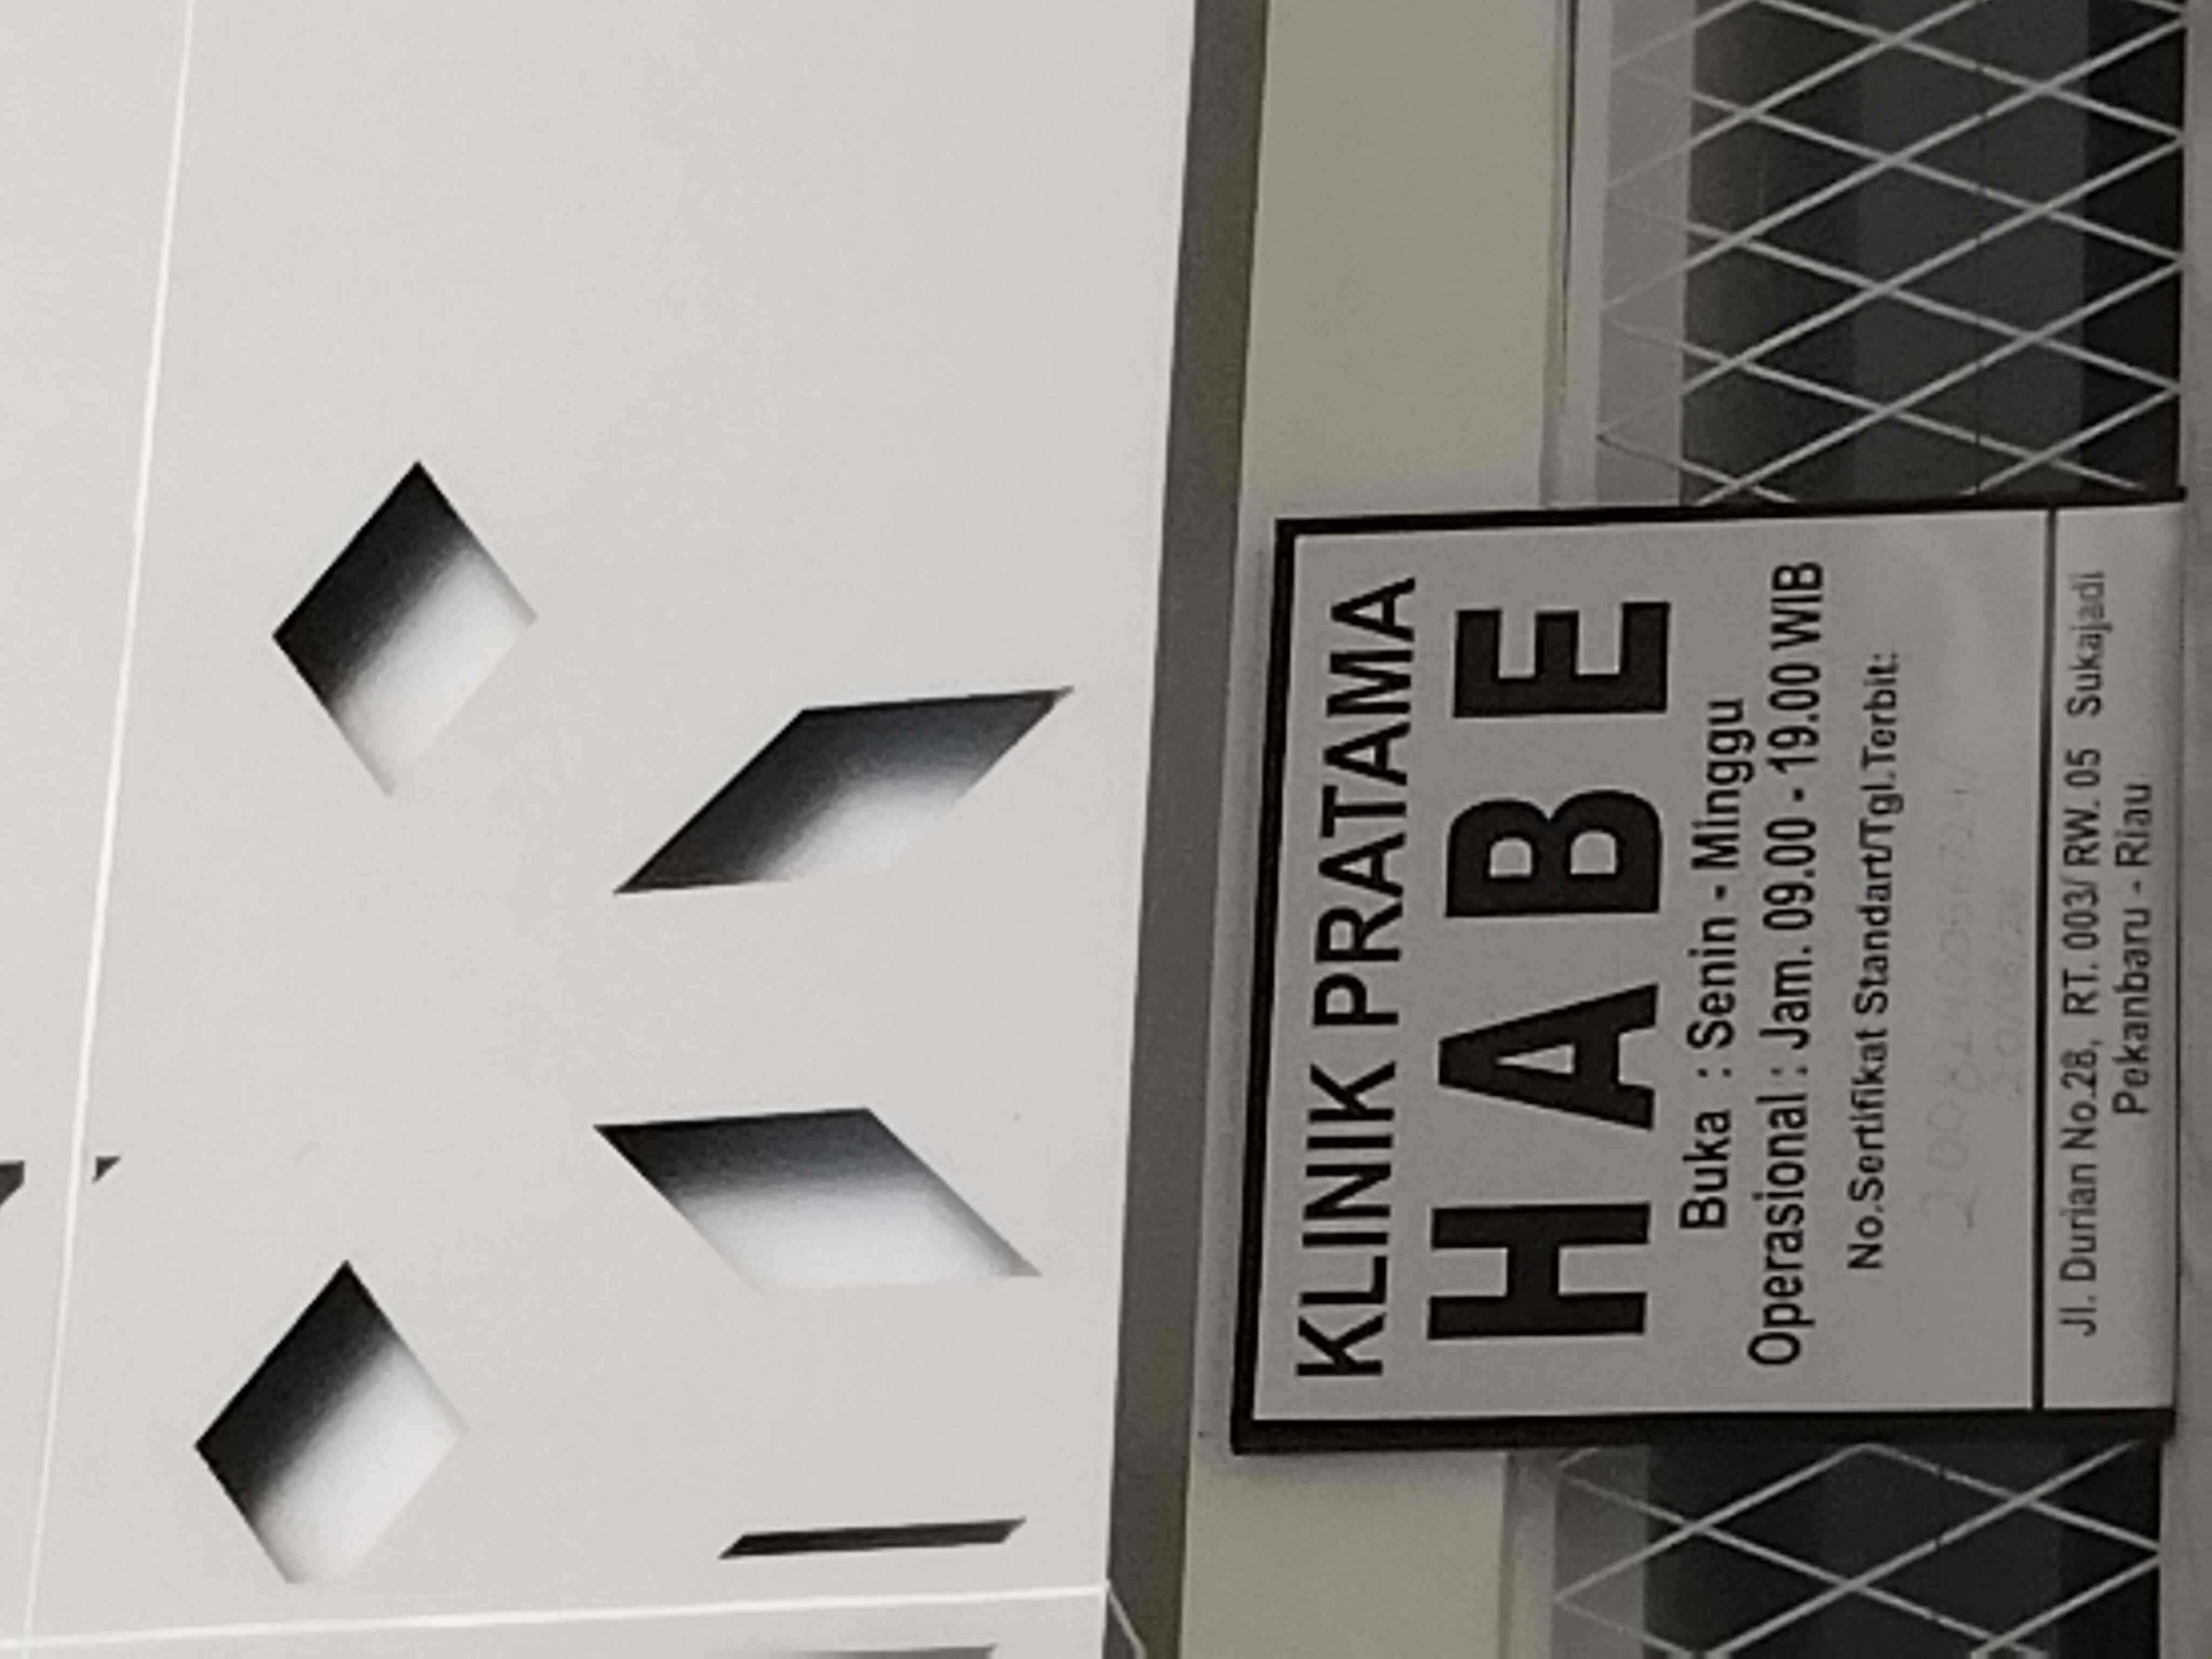 KLINIK PRATAMA
HABE
Buka : Senin - Minggu
Operasional : Jam. 09.00 - 19.00 WIB
No.Sertifikat Standart/Tgl.Terbit:
Jl. Durian No.28, RT. 003/ RW. 05 Sukajadi
Pekanbaru - Riau